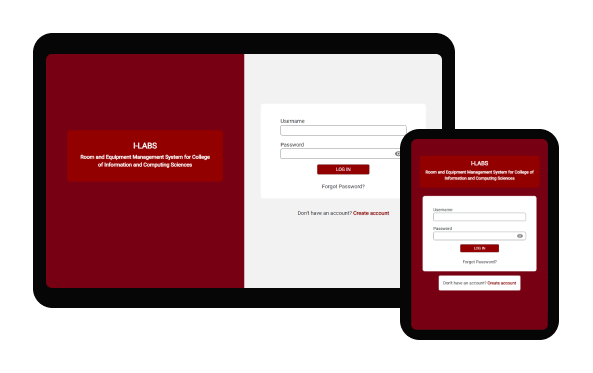 I-LABS
Room and Equipment Management System for College
of Information and Computing Sciences
Username
Password
LOG IN
Forgot Password?
Don't have an account? Create account
I-LABS
Room and Equipment Management System for College of
Information and Computing Sciences
Username
Password
LOG IN
Forgot Password?
Don't have an account? Create account